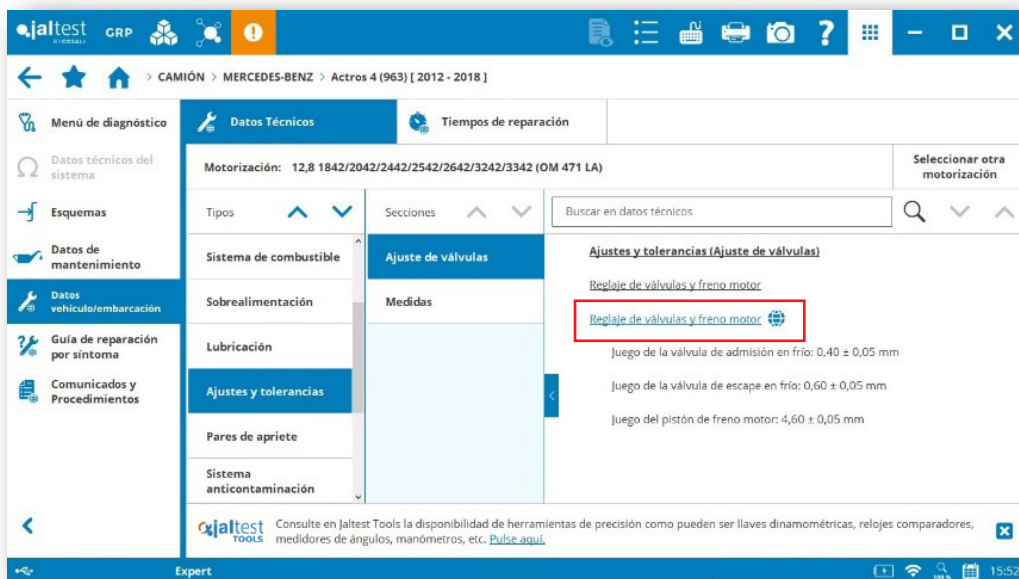 jaltest GRP
BY COJALI
> CAMIÓN > MERCEDES-BENZ > Actros 4 (963) [ 2012 - 2018 ]
Menú de diagnóstico
Datos técnicos del
sistema
Esquemas
Datos de
mantenimiento
Datos
vehículo/embarcación
Guía de reparación
por síntoma
Comunicados y
Procedimientos
Datos Técnicos
Tiempos de reparación
Motorización: 12,8 1842/2042/2442/2542/2642/3242/3342 (OM 471 LA)
Seleccionar otra
motorización
Tipos
Secciones
Buscar en datos técnicos
Sistema de combustible
Sobrealimentación
Lubricación
Ajustes y tolerancias
Pares de apriete
Sistema
anticontaminación
Ajuste de válvulas
Medidas
Ajustes y tolerancias (Ajuste de válvulas)
Reglaje de válvulas y freno motor
Reglaje de válvulas y freno motor
Juego de la válvula de admisión en frío: 0,40 ± 0,05 mm
Juego de la válvula de escape en frío: 0,60 ± 0,05 mm
Juego del pistón de freno motor: 4,60 ± 0,05 mm
jaltest
TOOLS
Consulte en Jaltest Tools la disponibilidad de herramientas de precisión como pueden ser llaves dinamométricas, relojes comparadores,
medidores de ángulos, manómetros, etc. Pulse aquí.
Expert
100 %
15:52